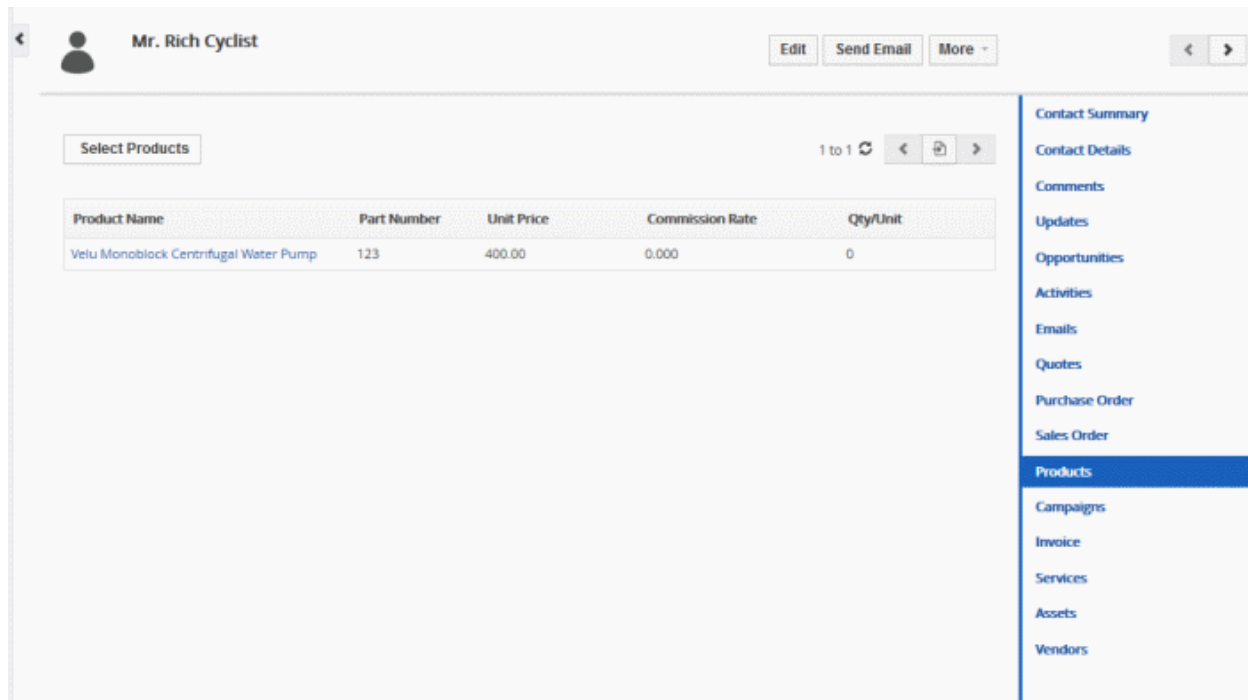 Mr. Rich Cyclist
Edit Send Email More
Select Products
1 to 1
Product Name Part Number Unit Price Commission Rate Qty/Unit
Velu Monoblock Centrifugal Water Pump 123 400.00 0.000 0
Contact Summary
Contact Details
Comments
Updates
Opportunities
Activities
Emails
Quotes
Purchase Order
Sales Order
Products
Campaigns
Invoice
Services
Assets
Vendors